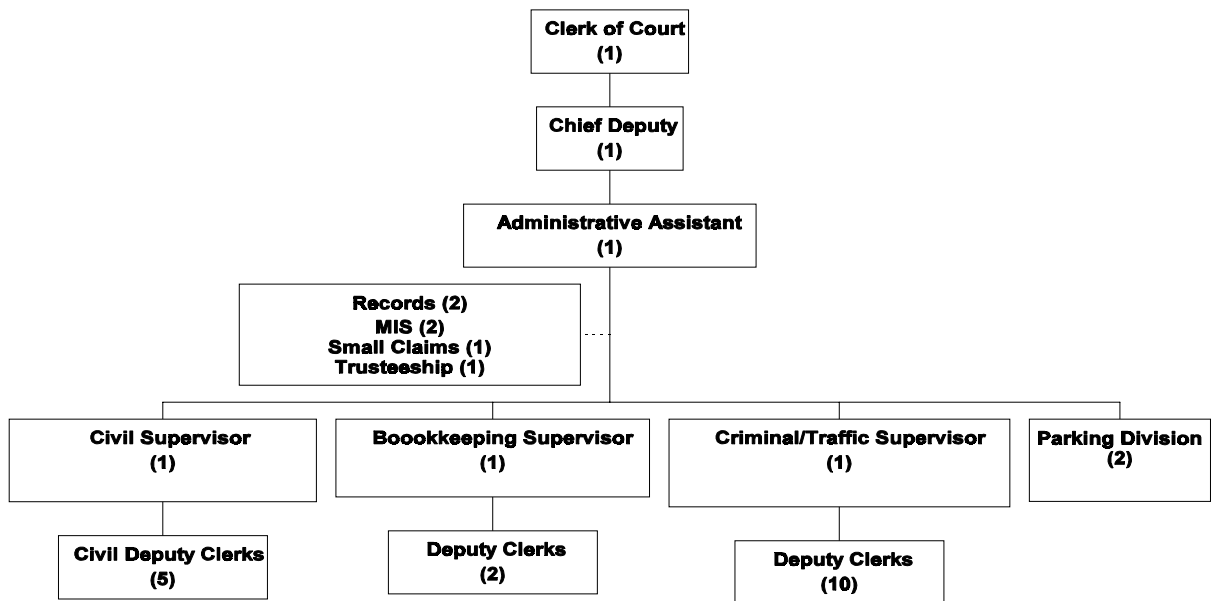 Clerk of Court
(1)
Chief Deputy
(1)
Administrative Assistant
(1)
Records (2)
MIS (2)
Small Claims (1)
Trusteeship (1)
Civil Supervisor
(1)
Boookkeeping Supervisor
(1)
Criminal/Traffic Supervisor
(1)
Parking Division
(2)
Civil Deputy Clerks
(5)
Deputy Clerks
(2)
Deputy Clerks
(10)